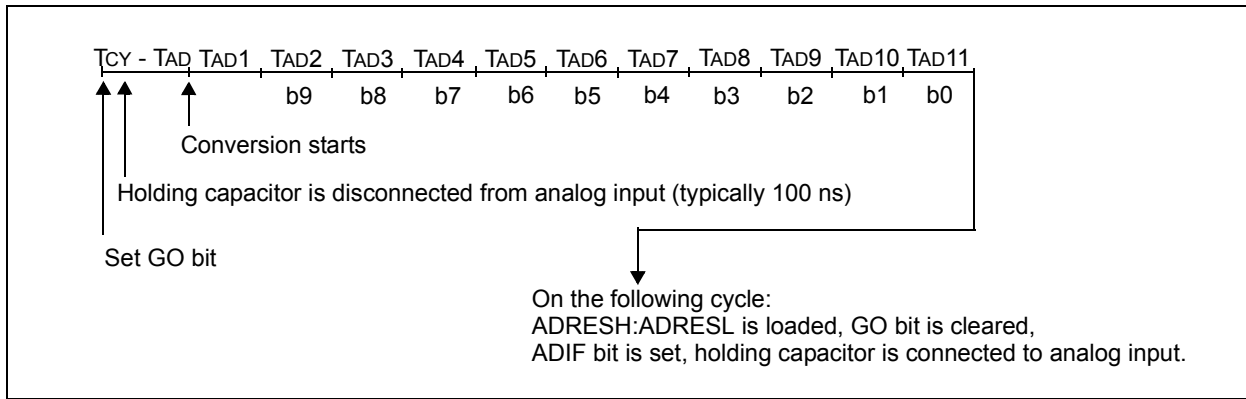 TCY - TAD TAD1 TAD2 TAD3 TAD4 TAD5 TAD6 TAD7 TAD8 TAD9 TAD10 TAD11
b9 b8 b7 b6 b5 b4 b3 b2 b1 b0
Conversion starts
Holding capacitor is disconnected from analog input (typically 100 ns)
Set GO bit
On the following cycle:
ADRESH:ADRESL is loaded, GO bit is cleared,
ADIF bit is set, holding capacitor is connected to analog input.